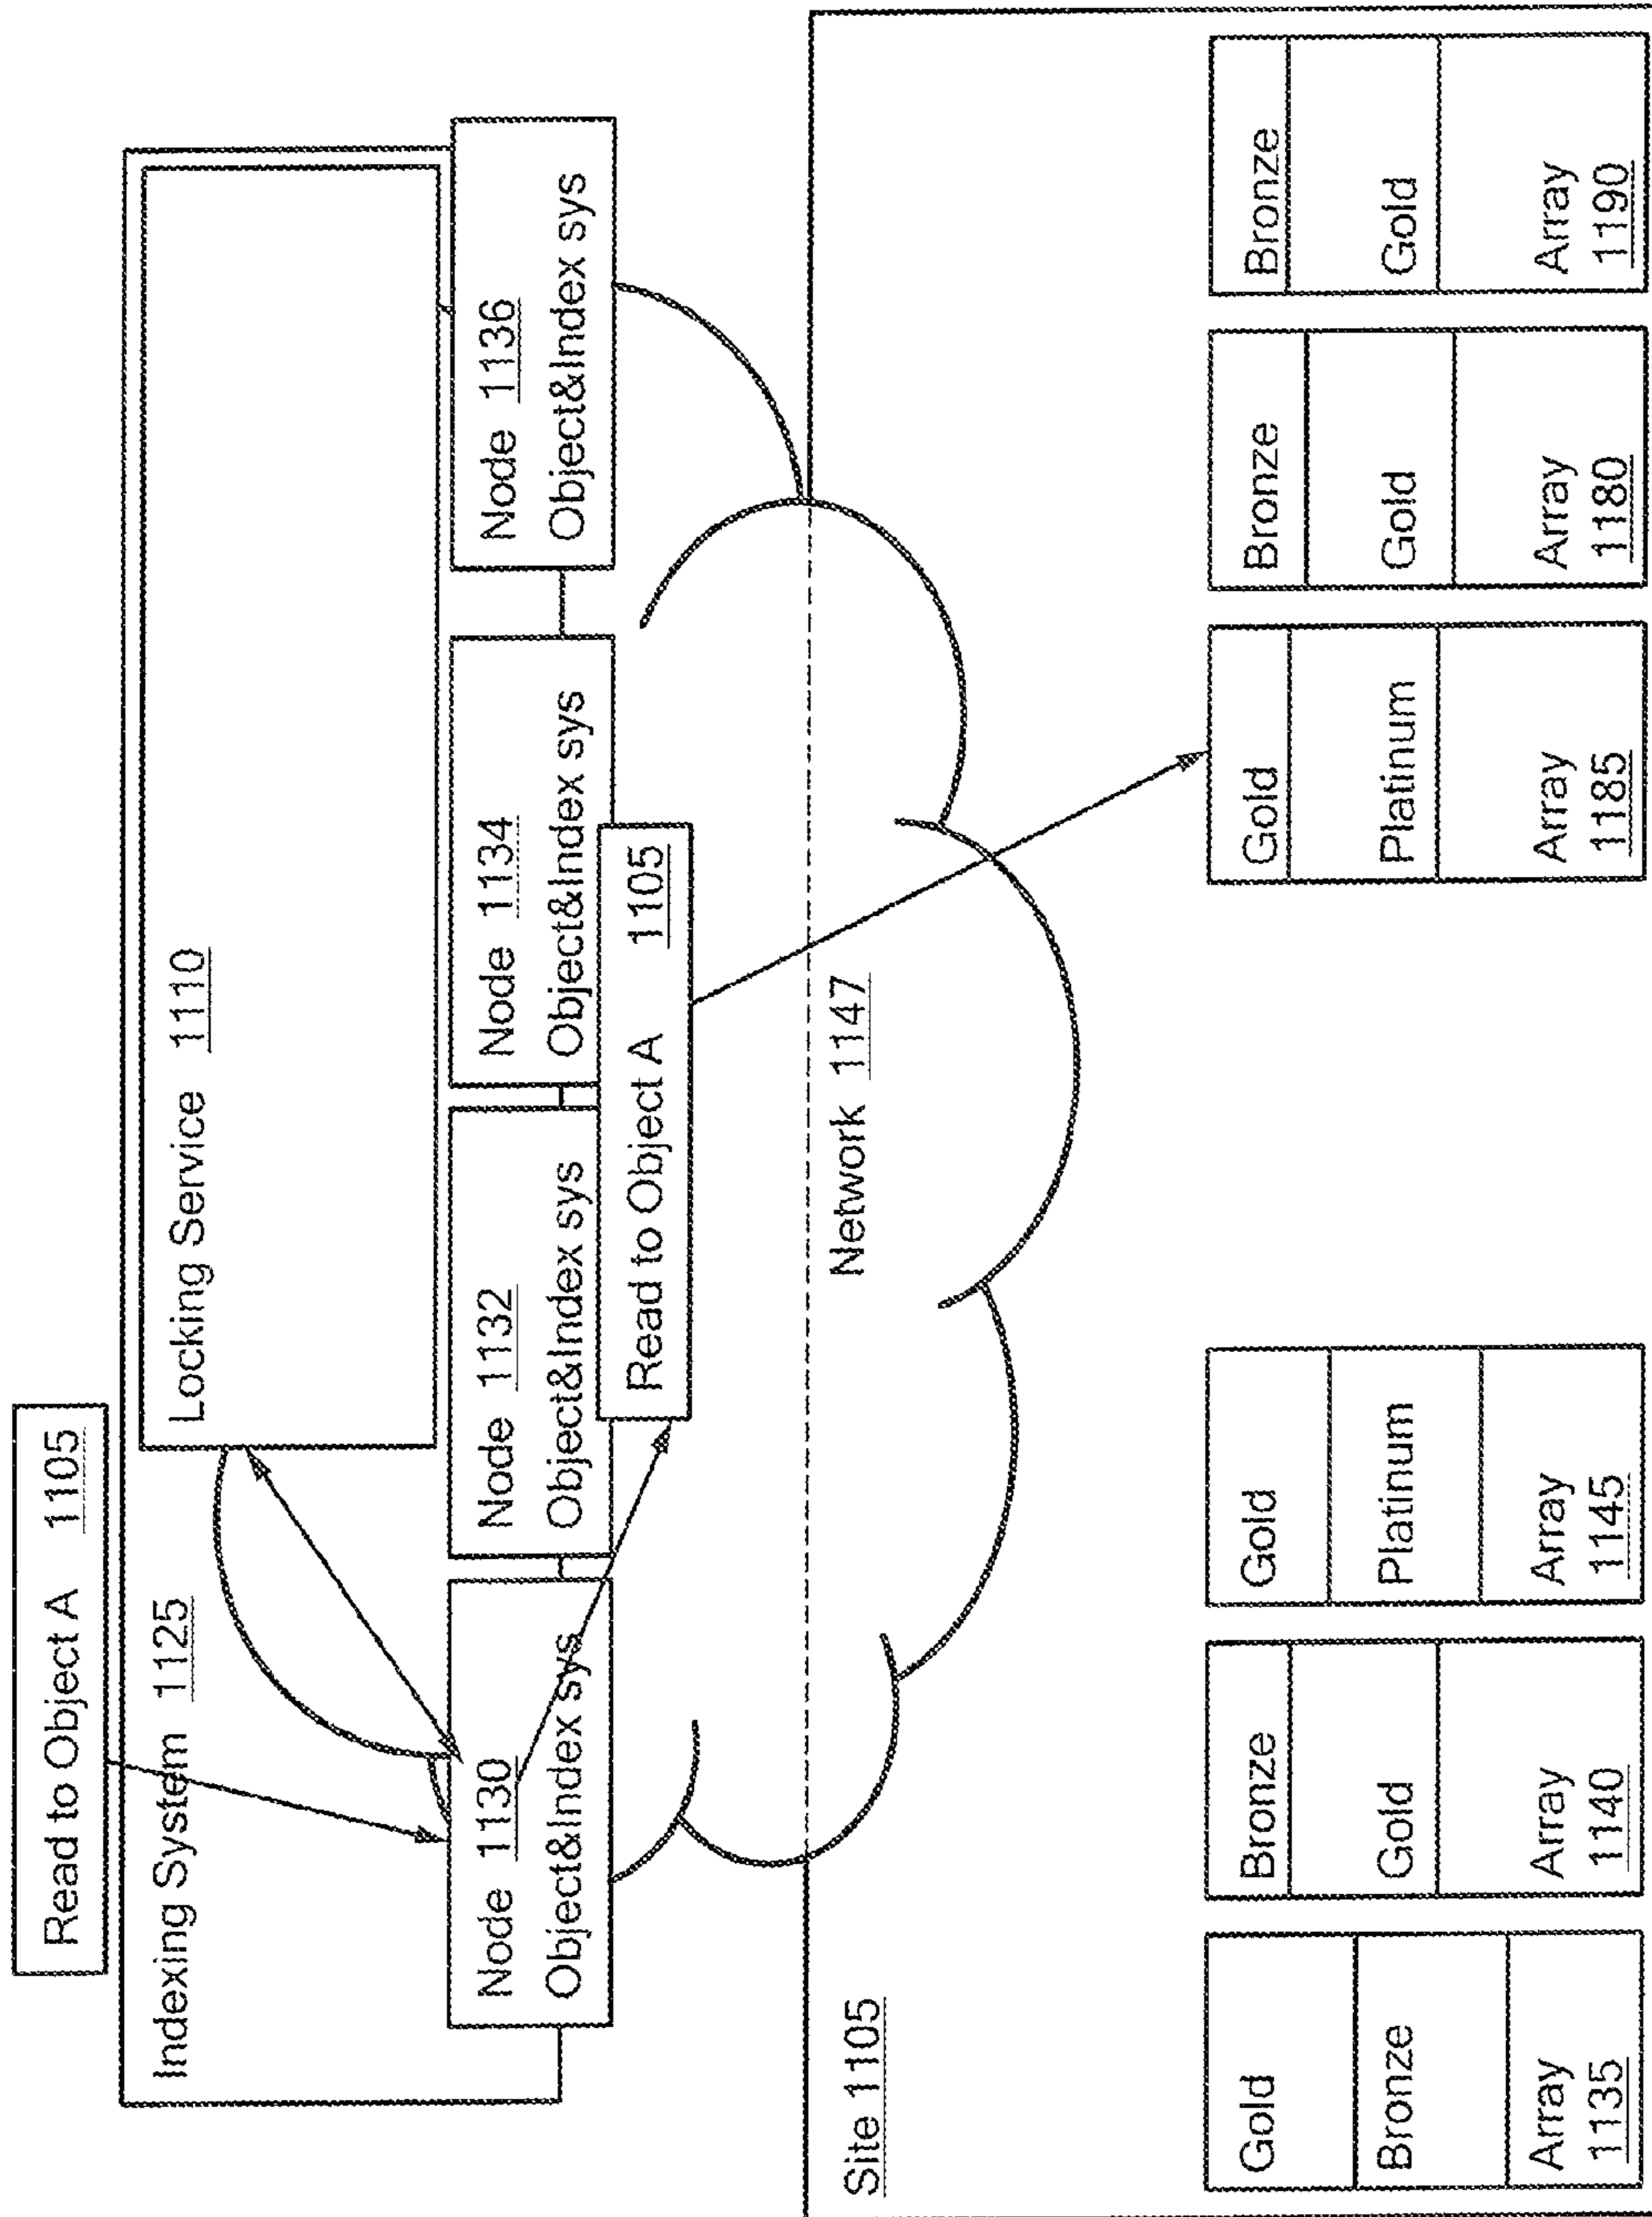 Read to Object A 1105
Indexing System 1125
Locking Service 1110
Node 1130
Object&Index sys
Node 1132
Object&Index sys
Node 1134
Object&Index sys
Node 1136
Object&Index sys
Read to Object A 1105
Network 1147
Site 1105
Gold
Bronze
Array
1135
Bronze
Gold
Array
1140
Gold
Platinum
Array
1145
Gold
Platinum
Array
1185
Bronze
Gold
Array
1180
Bronze
Gold
Array
1190